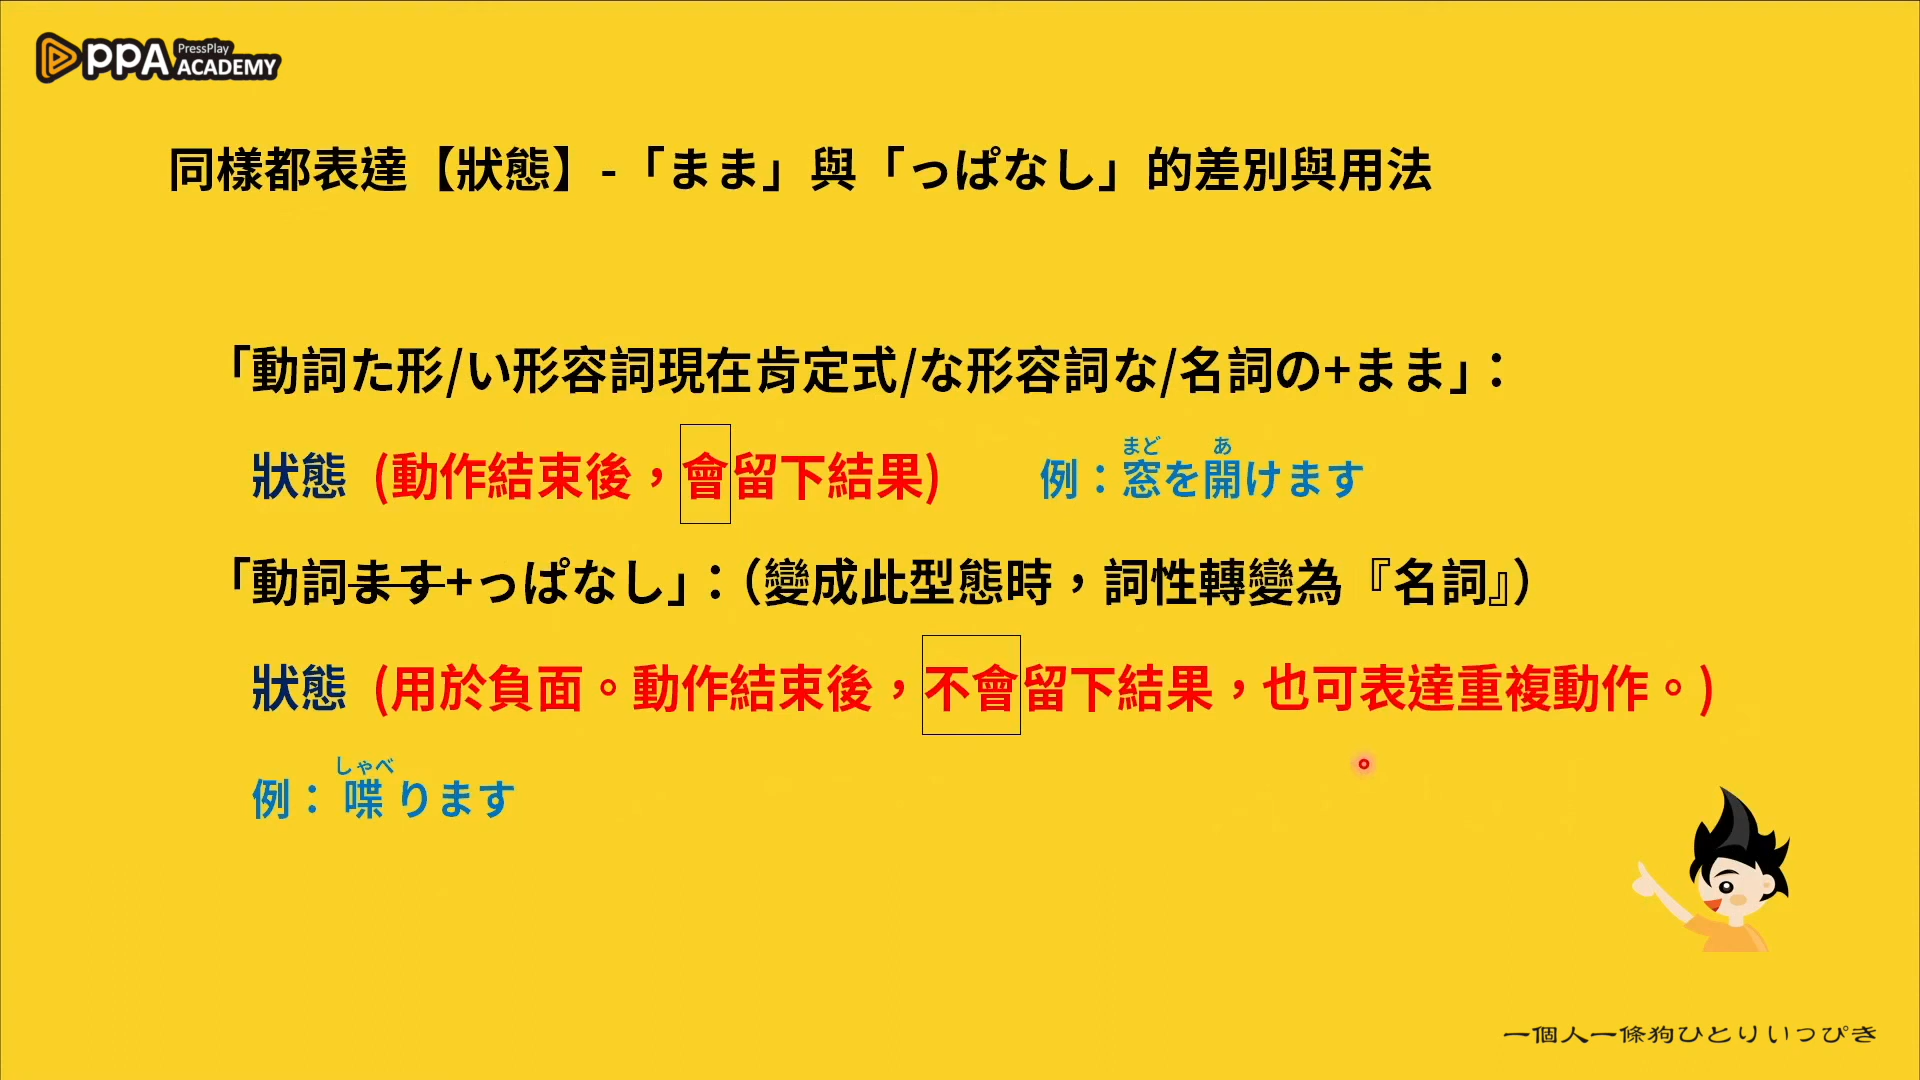 PPA PressPlay ACADEMY
同樣都表達【狀態】-「まま」與「っぱなし」的差別與用法
「動詞た形/い形容詞現在肯定式/な形容詞な/名詞の+まま」：
狀態 (動作結束後，會留下結果) 例：窓を開けます
まど あ
「動詞ます+っぱなし」：（變成此型態時，詞性轉變為『名詞』）
狀態 (用於負面。動作結束後，不會留下結果，也可表達重複動作。)
しゃべ
例：喋ります
一個人一條狗ひとりいっぴき